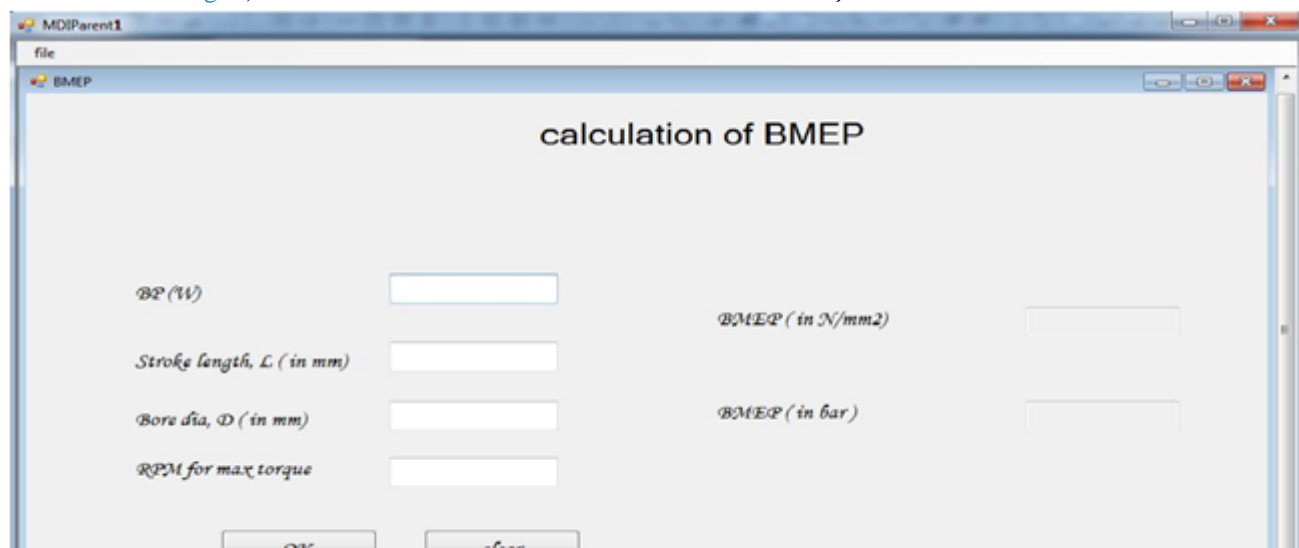 MDIParent1
file
BMEP
calculation of BMEP
BP (W)
BMEP ( in N/mm2)
Stroke length, L ( in mm)
Bore dia, D ( in mm)
BMEP ( in bar )
RPM for max torque